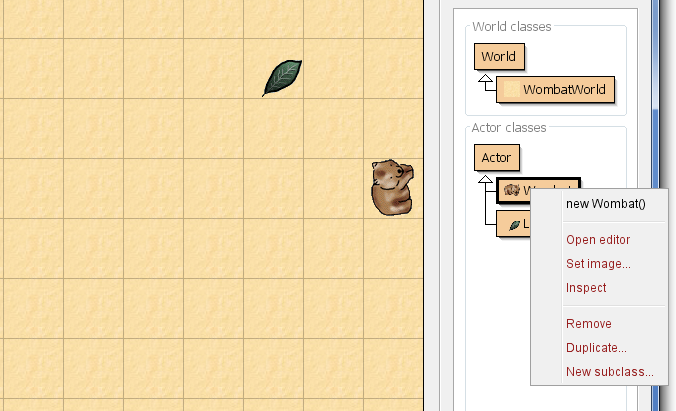 World classes
World
WombatWorld
Actor classes
Actor
new Wombat()
Open editor
Set image...
Inspect
Remove
Duplicate...
New subclass...